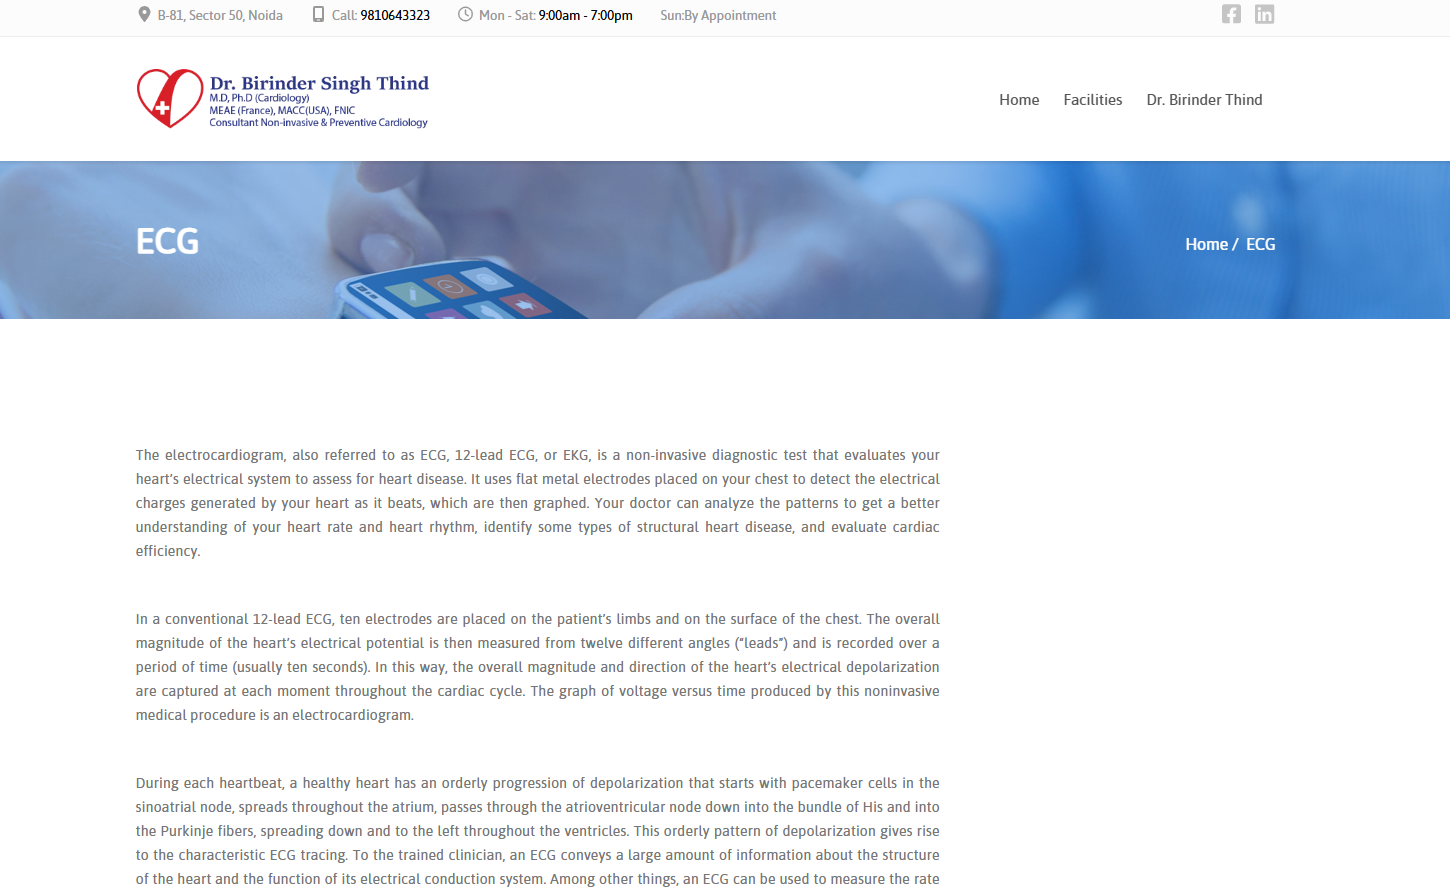 B-81, Sector 50, Noida Call: 9810643323 Mon - Sat: 9:00am - 7:00pm Sun:By Appointment
Dr. Birinder Singh Thind
M.D, Ph.D (Cardiology)
MEAE (France), MACC(USA), FNIC
Consultant Non-invasive & Preventive Cardiology
Home Facilities Dr. Birinder Thind
ECG
Home / ECG
The electrocardiogram, also referred to as ECG, 12-lead ECG, or EKG, is a non-invasive diagnostic test that evaluates your
heart’s electrical system to assess for heart disease. It uses flat metal electrodes placed on your chest to detect the electrical
charges generated by your heart as it beats, which are then graphed. Your doctor can analyze the patterns to get a better
understanding of your heart rate and heart rhythm, identify some types of structural heart disease, and evaluate cardiac
efficiency.
In a conventional 12-lead ECG, ten electrodes are placed on the patient’s limbs and on the surface of the chest. The overall
magnitude of the heart’s electrical potential is then measured from twelve different angles (“leads”) and is recorded over a
period of time (usually ten seconds). In this way, the overall magnitude and direction of the heart’s electrical depolarization
are captured at each moment throughout the cardiac cycle. The graph of voltage versus time produced by this noninvasive
medical procedure is an electrocardiogram.
During each heartbeat, a healthy heart has an orderly progression of depolarization that starts with pacemaker cells in the
sinoatrial node, spreads throughout the atrium, passes through the atrioventricular node down into the bundle of His and into
the Purkinje fibers, spreading down and to the left throughout the ventricles. This orderly pattern of depolarization gives rise
to the characteristic ECG tracing. To the trained clinician, an ECG conveys a large amount of information about the structure
of the heart and the function of its electrical conduction system. Among other things, an ECG can be used to measure the rate